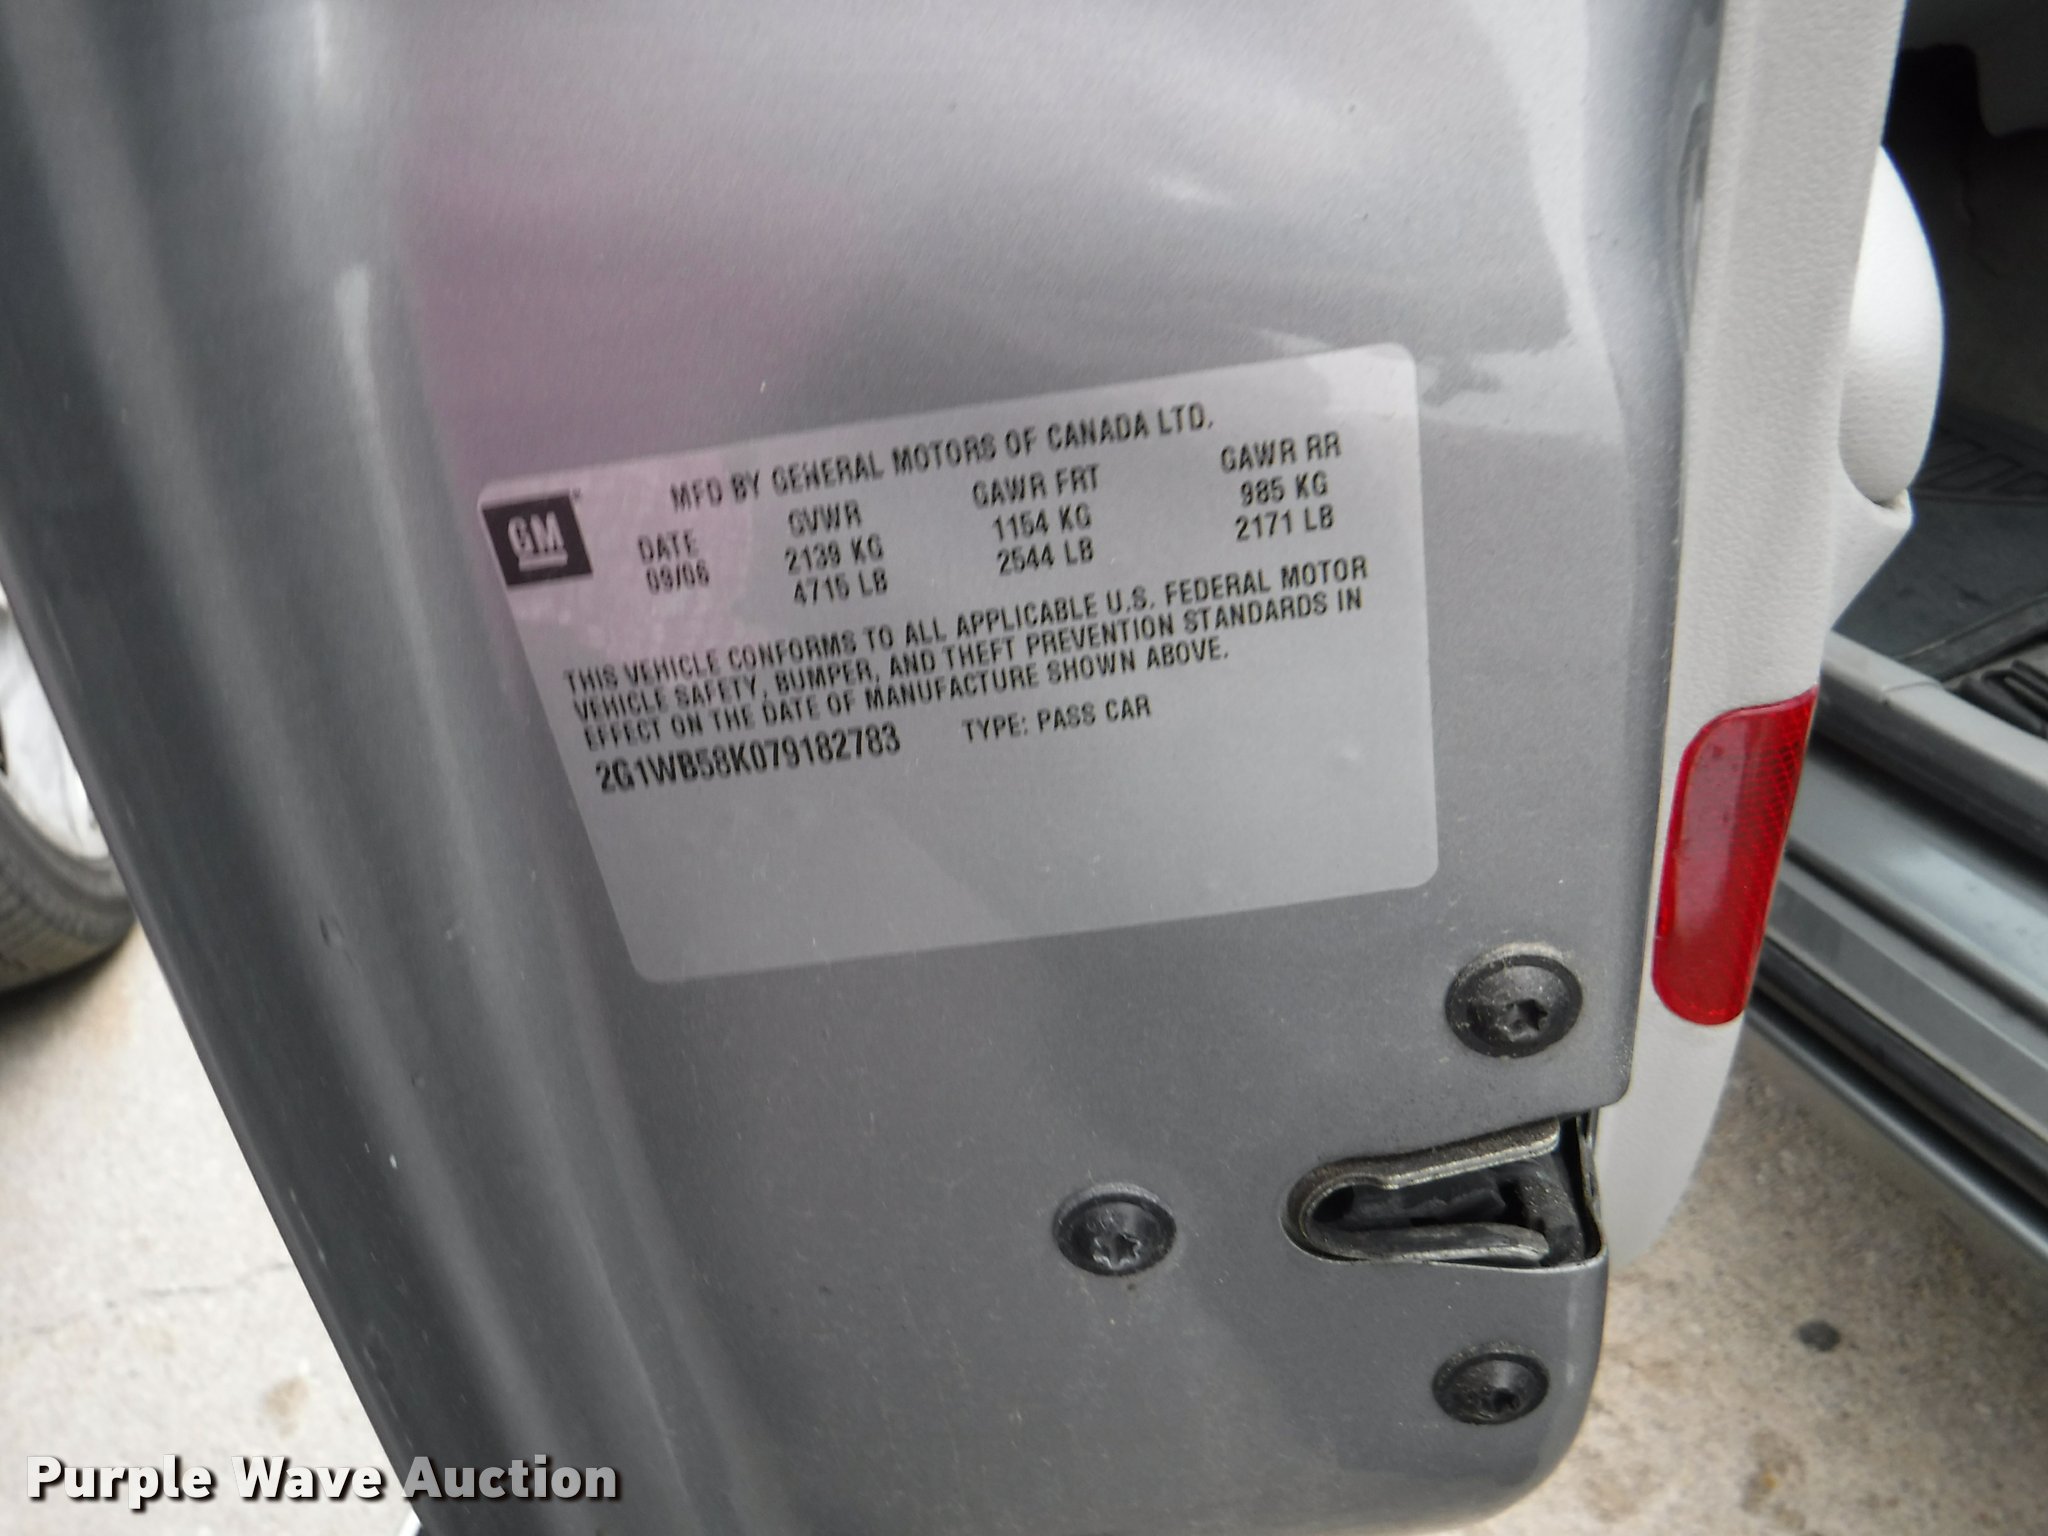 MFD BY GENERAL MOTORS OF CANADA LTD.
GM
DATE GVWR GAWR FRT GAWR RR
09/06 2139 KG 1154 KG 985 KG
4715 LB 2544 LB 2171 LB
THIS VEHICLE CONFORMS TO ALL APPLICABLE U.S. FEDERAL MOTOR
VEHICLE SAFETY, BUMPER, AND THEFT PREVENTION STANDARDS IN
EFFECT ON THE DATE OF MANUFACTURE SHOWN ABOVE.
2G1WB58K079182783 TYPE: PASS CAR
Purple Wave Auction